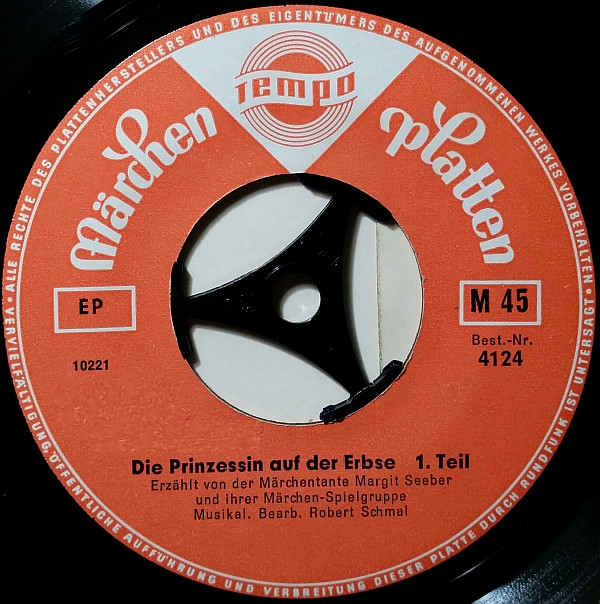 • ALLE RECHTE DES PLATTENHERSTELLERS UND DES EIGENTÜMERS DES AUFGENOMMENEN WERKES VORBEHALTEN •
VERVIELFÄLTIGUNG, ÖFFENTLICHE AUFFÜHRUNG UND VERBREITUNG DIESER PLATTE DURCH RUNDFUNK IST UNTERSAGT
TEMPO
Märchen platten
EP
M 45
Best.-Nr.
4124
10221
Die Prinzessin auf der Erbse 1. Teil
Erzählt von der Märchentante Margit Seeber
und ihrer Märchen-Spielgruppe
Musikal. Bearb. Robert Schmal